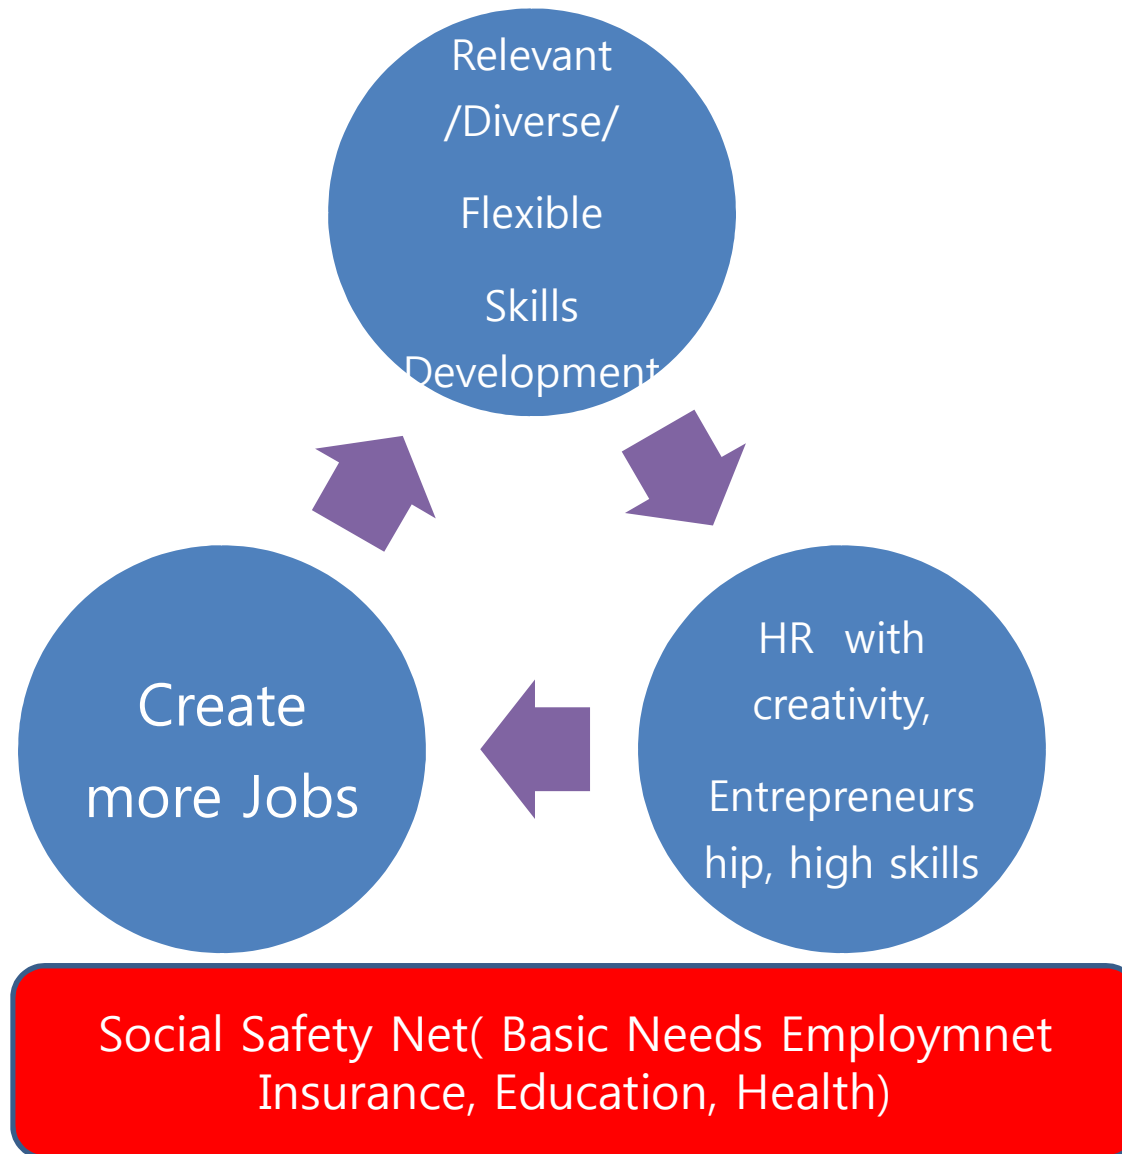 Relevant
/Diverse/
Flexible
Skills
Development
HR with
creativity,
Entrepreneurs
hip, high skills
Create
more Jobs
Social Safety Net( Basic Needs Employmnet
Insurance, Education, Health)